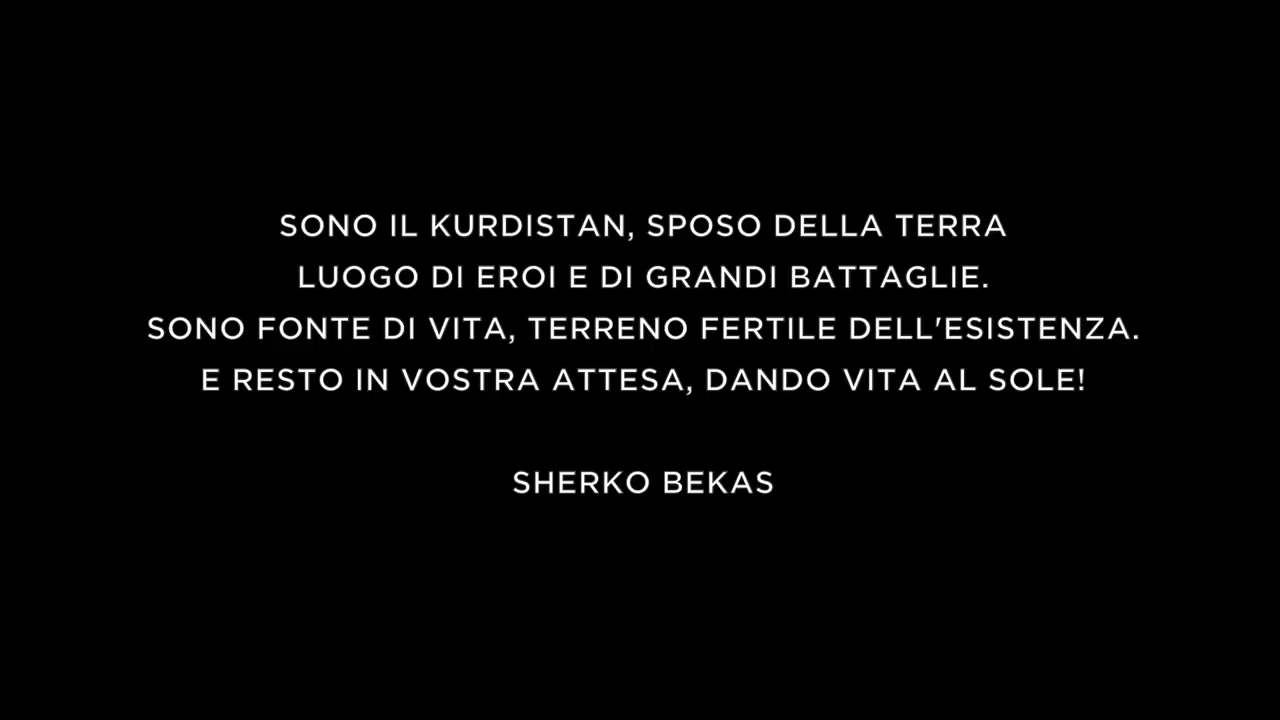 SONO IL KURDISTAN, SPOSO DELLA TERRA
LUOGO DI EROI E DI GRANDI BATTAGLIE.
SONO FONTE DI VITA, TERRENO FERTILE DELL'ESISTENZA.
E RESTO IN VOSTRA ATTESA, DANDO VITA AL SOLE!
SHERKO BEKAS